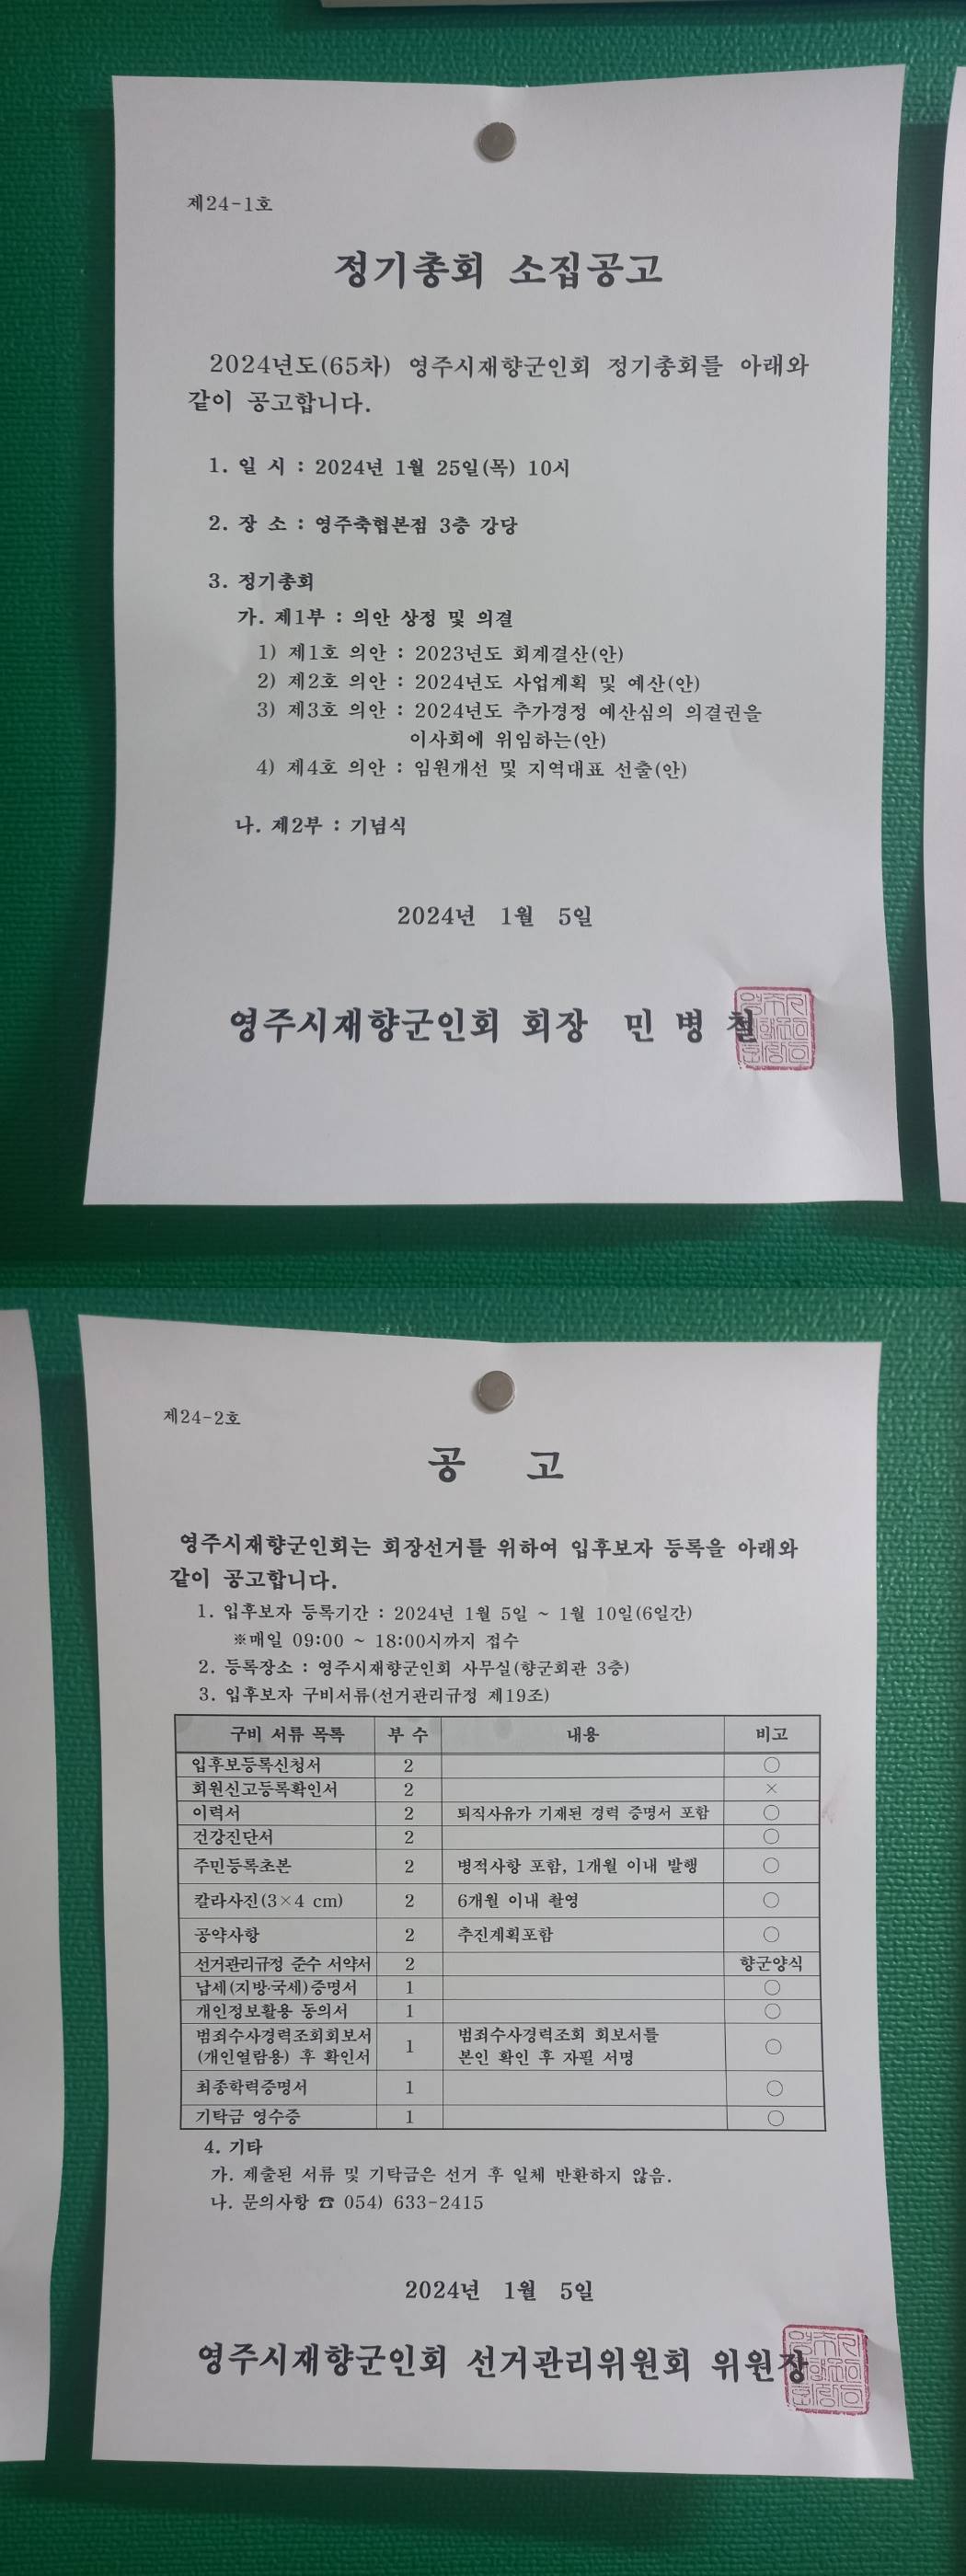 제24-1호
정기총회 소집공고
2024년도(65차) 영주시재향군인회 정기총회를 아래와
같이 공고합니다.
1. 일 시 : 2024년 1월 25일(목) 10시
2. 장 소 : 영주축협본점 3층 강당
3. 정기총회
가. 제1부 : 의안 상정 및 의결
1) 제1호 의안 : 2023년도 회계결산(안)
2) 제2호 의안 : 2024년도 사업계획 및 예산(안)
3) 제3호 의안 : 2024년도 추가경정 예산심의 의결권을
이사회에 위임하는(안)
4) 제4호 의안 : 임원개선 및 지역대표 선출(안)
나. 제2부 : 기념식
2024년 1월 5일
영주시재향군인회 회장 민 병 철
제24-2호
공 고
영주시재향군인회는 회장선거를 위하여 입후보자 등록을 아래와
같이 공고합니다.
1. 입후보자 등록기간 : 2024년 1월 5일 ~ 1월 10일(6일간)
※매일 09:00 ~ 18:00시까지 접수
2. 등록장소 : 영주시재향군인회 사무실(향군회관 3층)
3. 입후보자 구비서류(선거관리규정 제19조)
구비 서류 목록 부 수 내용 비고
입후보등록신청서 2 ○
회원신고등록확인서 2 ×
이력서 2 퇴직사유가 기재된 경력 증명서 포함 ○
건강진단서 2 ○
주민등록초본 2 병적사항 포함, 1개월 이내 발행 ○
칼라사진(3×4 cm) 2 6개월 이내 촬영 ○
공약사항 2 추진계획포함 ○
선거관리규정 준수 서약서 2 향군양식
납세(지방·국세)증명서 1 ○
개인정보활용 동의서 1 ○
범죄수사경력조회회보서 1 범죄수사경력조회 회보서를 ○
(개인열람용) 후 확인서 본인 확인 후 자필 서명
최종학력증명서 1 ○
기탁금 영수증 1 ○
4. 기타
가. 제출된 서류 및 기탁금은 선거 후 일체 반환하지 않음.
나. 문의사항 ☎ 054) 633-2415
2024년 1월 5일
영주시재향군인회 선거관리위원회 위원장